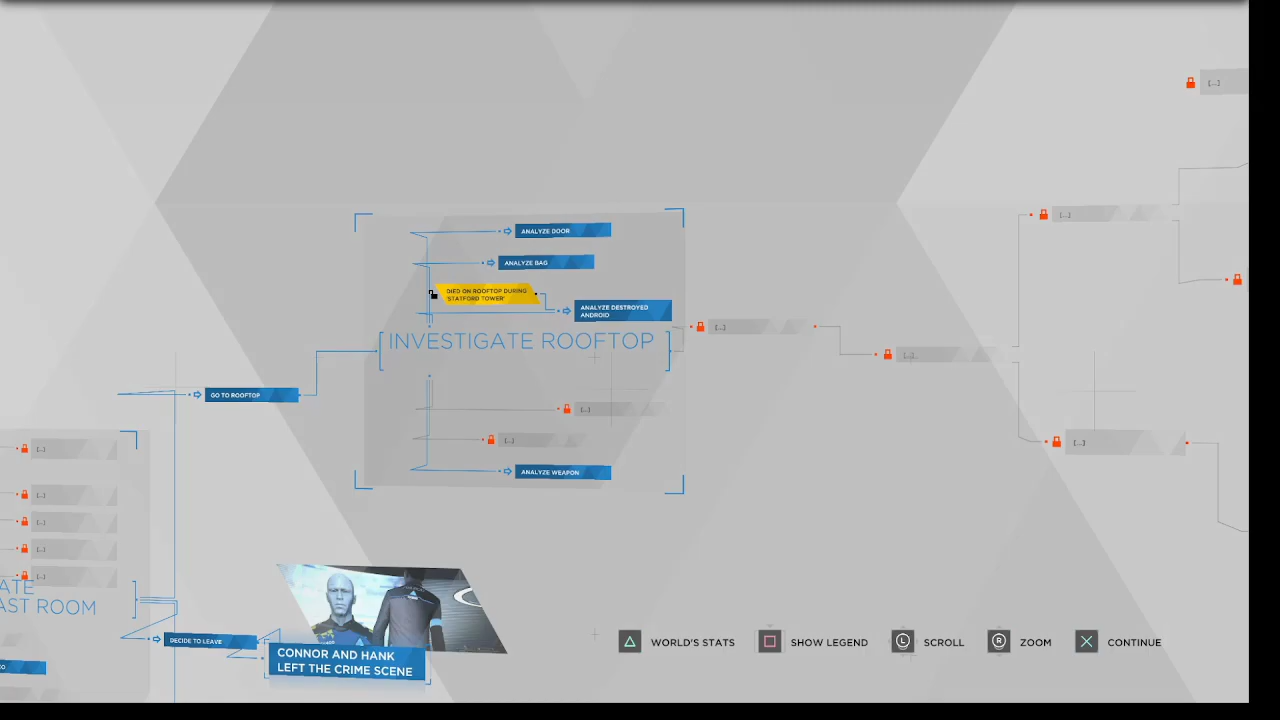 [...]
[...]
[...]
ANALYZE DOOR
ANALYZE BAG
DIED ON ROOFTOP DURING
'STATFORD TOWER'
ANALYZE DESTROYED
ANDROID
INVESTIGATE ROOFTOP
[...]
[...]
[...]
GO TO ROOFTOP
[...]
[...]
ANALYZE WEAPON
[...]
[...]
[...]
[...]
[...]
ATE
AST ROOM
DECIDE TO LEAVE
CONNOR AND HANK
LEFT THE CRIME SCENE
WORLD'S STATS
SHOW LEGEND
L
SCROLL
R
ZOOM
CONTINUE